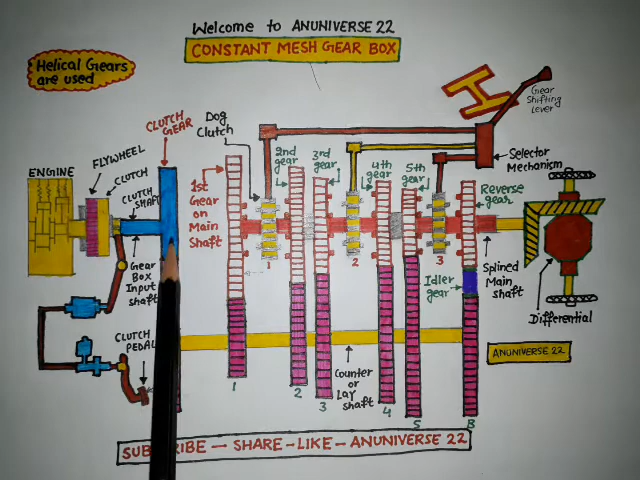 Welcome to ANUNIVERSE 22
CONSTANT MESH GEAR BOX
Helical Gears
are used
Gear
Shifting
Lever
CLUTCH
GEAR
Dog
Clutch
2nd
gear
3rd
gear
4th
gear
5th
gear
Selector
Mechanism
ENGINE
FLYWHEEL
CLUTCH
CLUTCH
SHAFT
1st
Gear
on
Main
Shaft
Reverse
gear
1
2
3
Gear
Box
Input
shaft
Idler
gear
Splined
Main
shaft
Differential
CLUTCH
PEDAL
Counter
or
Lay
shaft
ANUNIVERSE 22
1
2
3
4
5
SHARE - LIKE - ANUNIVERSE 22